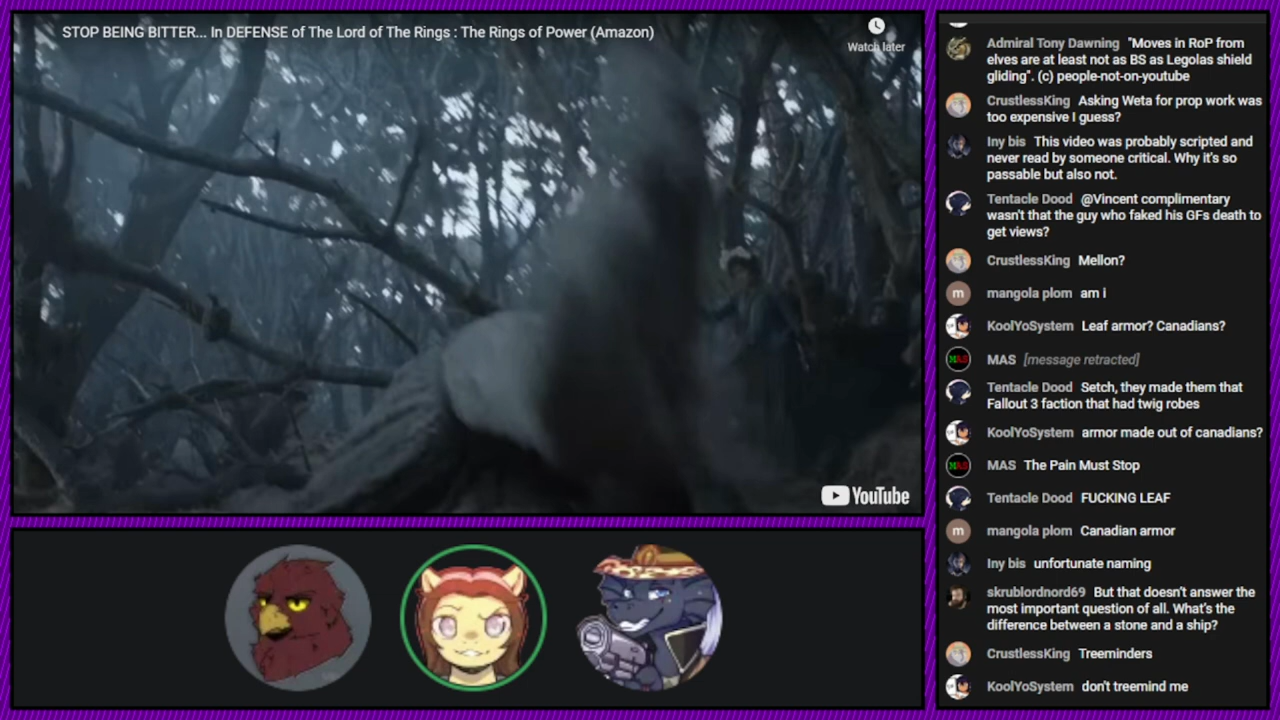 STOP BEING BITTER... In DEFENSE of The Lord of The Rings : The Rings of Power (Amazon)
Watch later
YouTube
Admiral Tony Dawning "Moves in RoP from
elves are at least not as BS as Legolas shield
gliding". (c) people-not-on-youtube
CrustlessKing Asking Weta for prop work was
too expensive I guess?
Iny bis This video was probably scripted and
never read by someone critical. Why it's so
passable but also not.
Tentacle Dood @Vincent complimentary
wasn't that the guy who faked his GFs death to
get views?
CrustlessKing Mellon?
m mangola plom am i
KoolYoSystem Leaf armor? Canadians?
MAS MAS [message retracted]
Tentacle Dood Setch, they made them that
Fallout 3 faction that had twig robes
KoolYoSystem armor made out of canadians?
MAS MAS The Pain Must Stop
Tentacle Dood FUCKING LEAF
m mangola plom Canadian armor
Iny bis unfortunate naming
skrublordnord69 But that doesn't answer the
most important question of all. What's the
difference between a stone and a ship?
CrustlessKing Treeminders
KoolYoSystem don't treemind me